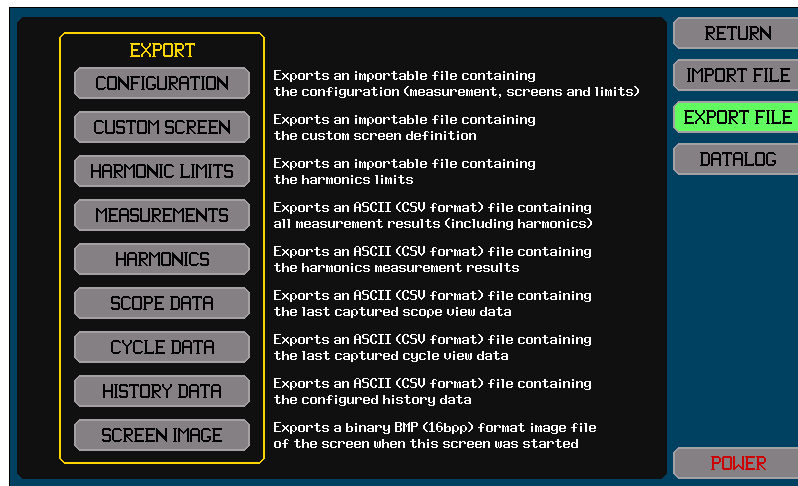 EXPORT
CONFIGURATION
Exports an importable file containing
the configuration (measurement, screens and limits)
CUSTOM SCREEN
Exports an importable file containing
the custom screen definition
HARMONIC LIMITS
Exports an importable file containing
the harmonics limits
MEASUREMENTS
Exports an ASCII (CSV format) file containing
all measurement results (including harmonics)
HARMONICS
Exports an ASCII (CSV format) file containing
the harmonics measurement results
SCOPE DATA
Exports an ASCII (CSV format) file containing
the last captured scope view data
CYCLE DATA
Exports an ASCII (CSV format) file containing
the last captured cycle view data
HISTORY DATA
Exports an ASCII (CSV format) file containing
the configured history data
SCREEN IMAGE
Exports a binary BMP (16bpp) format image file
of the screen when this screen was started
RETURN
IMPORT FILE
EXPORT FILE
DATALOG
POWER